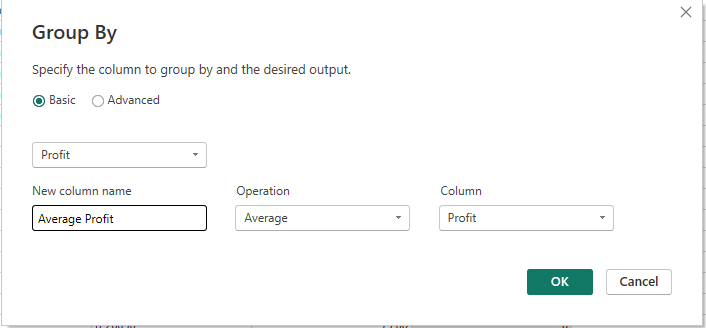 Group By
Specify the column to group by and the desired output.
Basic Advanced
Profit
New column name Operation Column
Average Profit Average Profit
OK Cancel